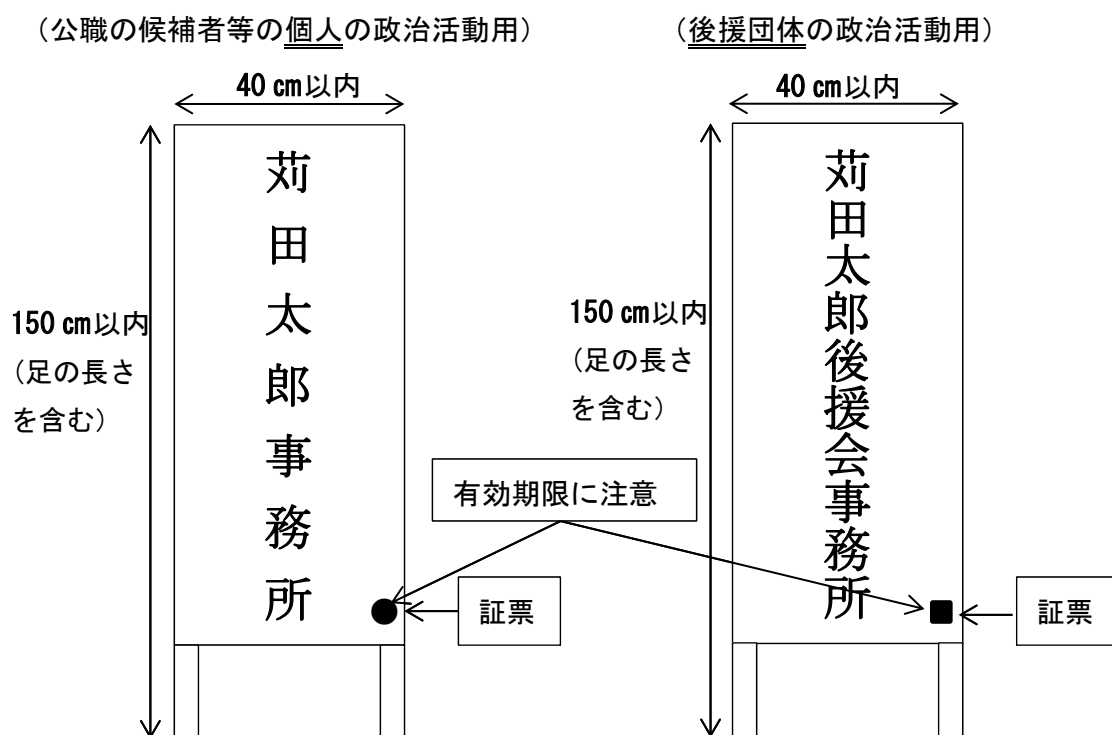 （公職の候補者等の個人の政治活動用）
40 cm以内
150 cm以内
（足の長さ
を含む）
苅田太郎事務所
証票
有効期限に注意
（後援団体の政治活動用）
40 cm以内
150 cm以内
（足の長さ
を含む）
苅田太郎後援会事務所
証票